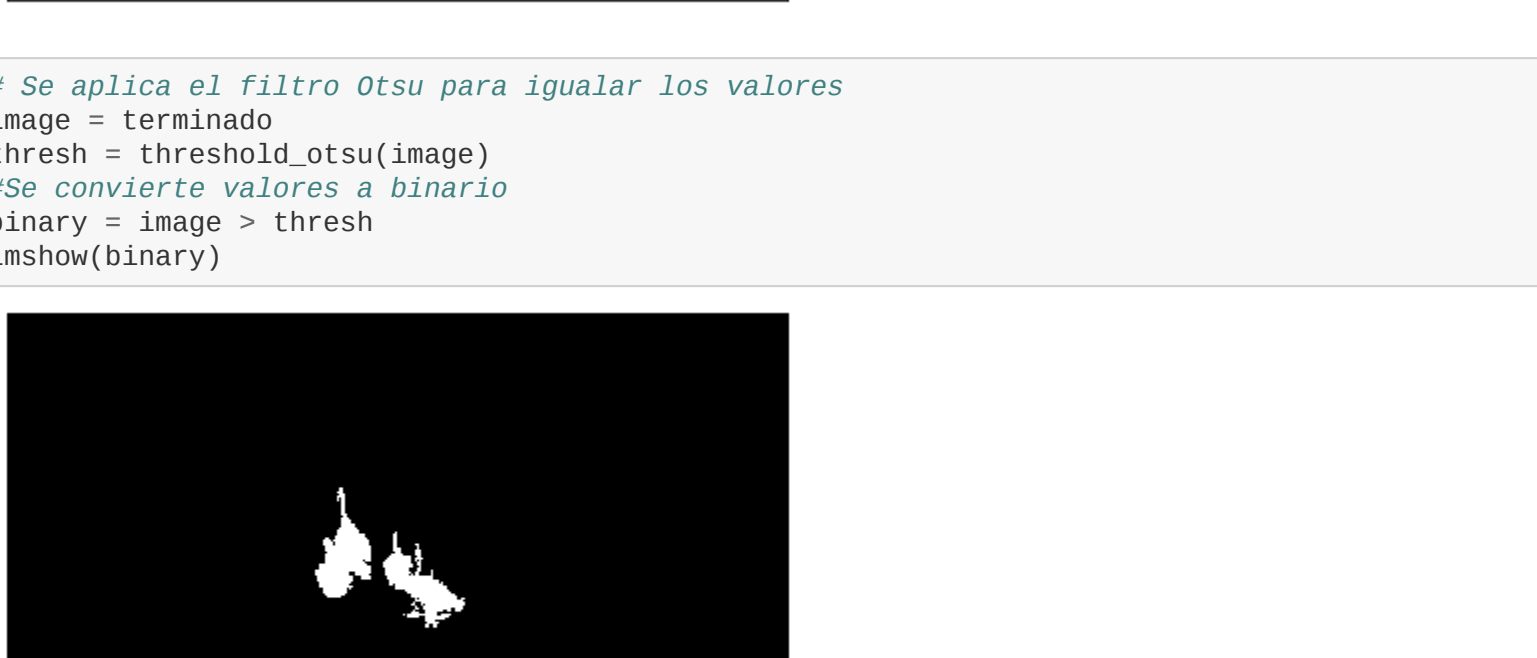 # Se aplica el filtro Otsu para igualar los valores
image = terminado
thresh = threshold_otsu(image)
#Se convierte valores a binario
binary = image > thresh
imshow(binary)